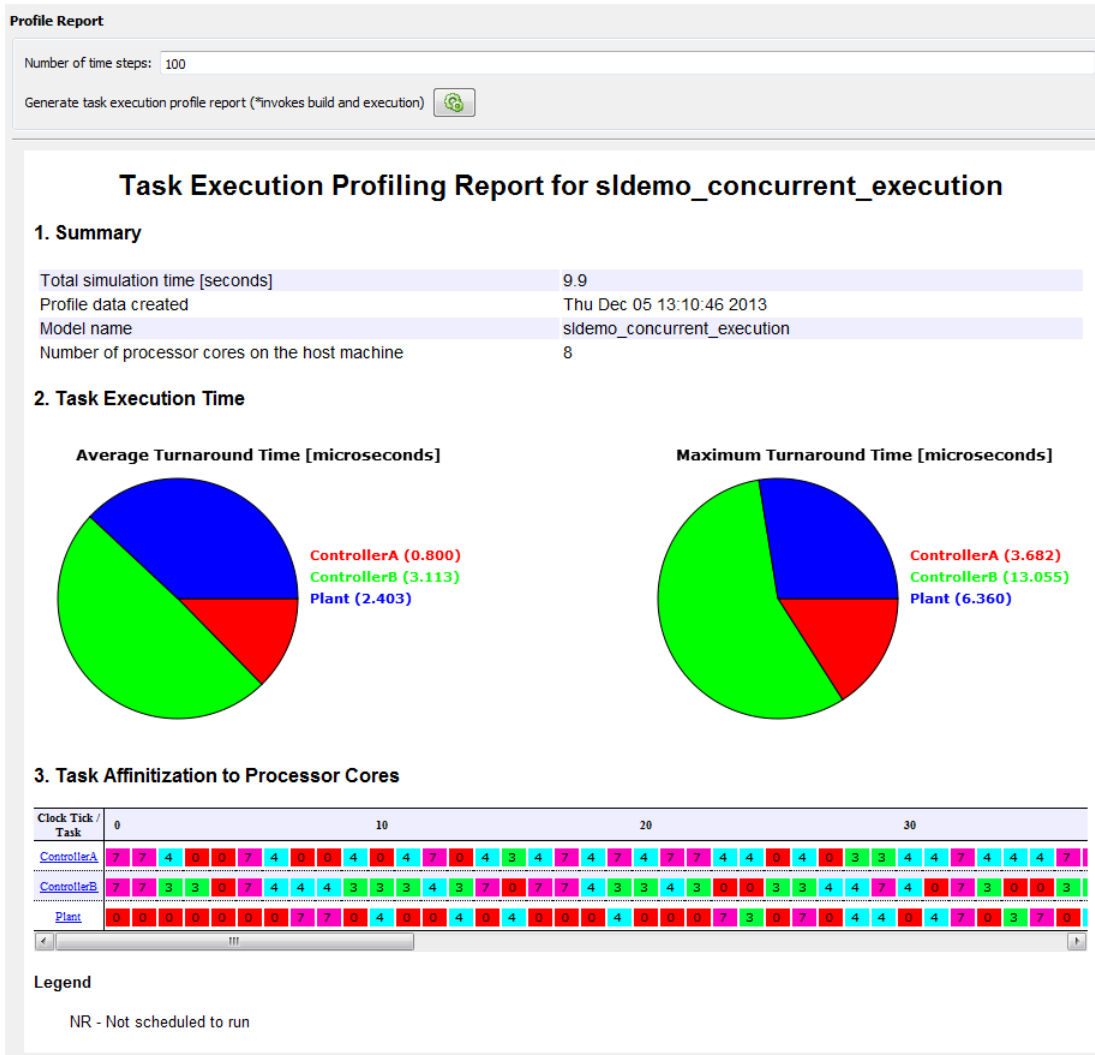 Profile Report
Number of time steps: 100
Generate task execution profile report (*invokes build and execution)
Task Execution Profiling Report for sldemo_concurrent_execution
1. Summary
Total simulation time [seconds] 9.9
Profile data created Thu Dec 05 13:10:46 2013
Model name sldemo_concurrent_execution
Number of processor cores on the host machine 8
2. Task Execution Time
Average Turnaround Time [microseconds]
ControllerA (0.800)
ControllerB (3.113)
Plant (2.403)
Maximum Turnaround Time [microseconds]
ControllerA (3.682)
ControllerB (13.055)
Plant (6.360)
3. Task Affinitization to Processor Cores
Clock Tick /
Task 0 10 20 30
ControllerA 7 7 4 0 0 7 4 0 0 4 0 4 7 0 4 3 4 7 4 7 4 7 7 4 4 0 4 0 3 3 4 4 7 4 4 4 7
ControllerB 7 7 3 3 0 7 4 4 4 3 3 3 4 3 7 0 7 7 4 3 3 4 3 0 0 3 3 4 4 7 4 0 7 3 0 0 3
Plant 0 0 0 0 0 0 0 7 7 0 4 0 0 4 0 4 0 0 0 4 0 0 0 7 3 0 7 0 4 4 0 4 7 0 3 7 0
Legend
NR - Not scheduled to run